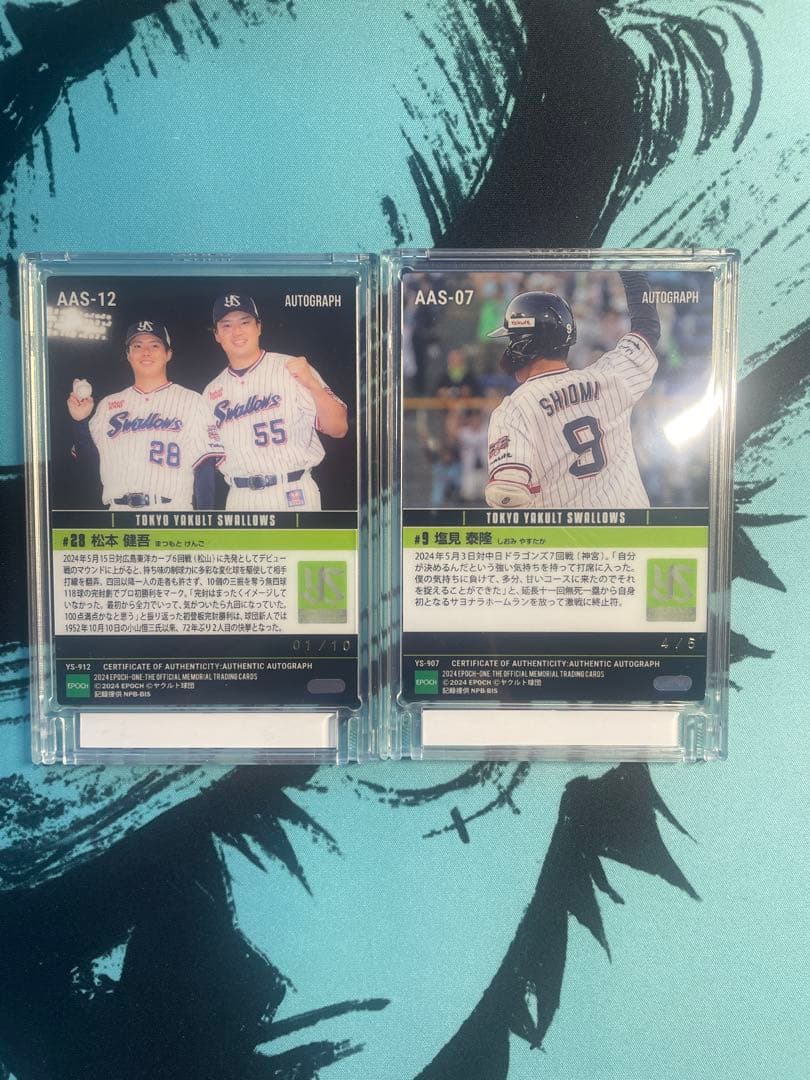 AAS-12
AUTOGRAPH
YS
YS
Swallows
28
Swallows
55
TOKYO YAKULT SWALLOWS
#28 松本 健吾 まつもと けんご
2024年5月15日対広島東洋カープ6回戦(松山)に先発としてデビュー
戦のマウンドに上がると、持ち味の制球力に多彩な変化球を駆使して相手
打線を翻弄。四回以降一人の走者も許さず、10個の三振を奪う無四球
118球の完封劇でプロ初勝利をマーク。「完封はまったくイメージして
いなかった。最初から全力でいって、気がついたら九回になっていた。
100点満点かなと思う」と振り返った初登板完封勝利は、球団新人では
1952年10月10日の小山恒三氏以来、72年ぶり2人目の快挙となった。
YS
01/10
YS-912 CERTIFICATE OF AUTHENTICITY:AUTHENTIC AUTOGRAPH
EPOCH
2024 EPOCH-ONE:THE OFFICIAL MEMORIAL TRADING CARDS
©2024 EPOCH ©ヤクルト球団
記録提供 NPB-BIS
AAS-07
AUTOGRAPH
Yakult
9
SHIOMI
9
TOKYO YAKULT SWALLOWS
#9 塩見 泰隆 しおみ やすたか
2024年5月3日対中日ドラゴンズ7回戦(神宮)。「自分
が決めるんだという強い気持ちを持って打席に入った。
僕の気持ちに負けて、多分、甘いコースに来たのでそれ
を捉えることができた」と、延長十一回無死一塁から自身
初となるサヨナラホームランを放って激戦に終止符。
YS
4/5
YS-907 CERTIFICATE OF AUTHENTICITY:AUTHENTIC AUTOGRAPH
EPOCH
2024 EPOCH-ONE:THE OFFICIAL MEMORIAL TRADING CARDS
©2024 EPOCH ©ヤクルト球団
記録提供 NPB-BIS